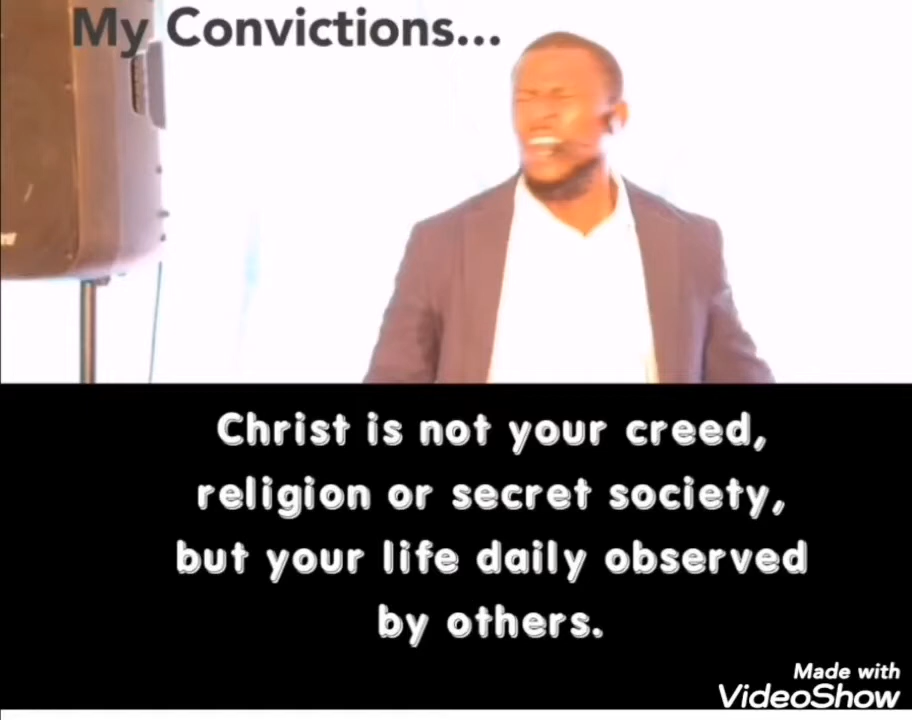 My Convictions...
Christ is not your creed,
religion or secret society,
but your life daily observed
by others.
Made with
VideoShow